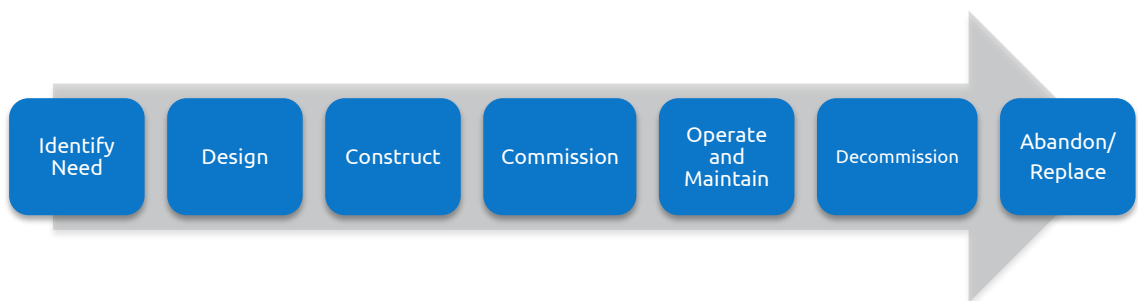 Identify
Need
Design
Construct
Commission
Operate
and
Maintain
Decommission
Abandon/
Replace